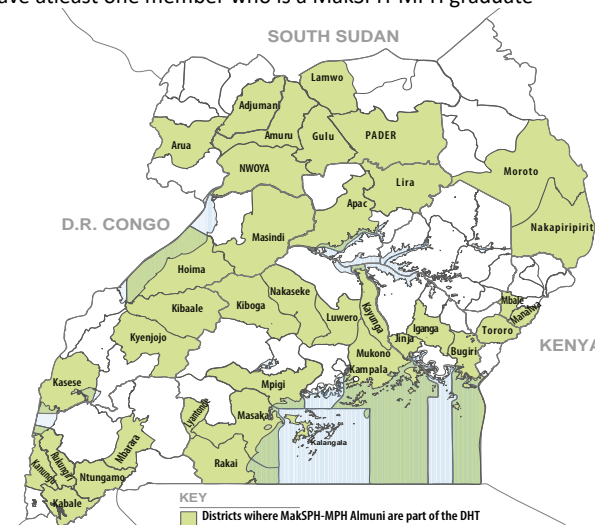 ave atleast one member who is a MakSPH-MPH graduate
SOUTH SUDAN
Lamwo
Adjumani
Amuru
Gulu
PADER
Arua
NWOYA
Lira
Moroto
Apac
Nakapiripirit
D.R. CONGO
Masindi
Hoima
Nakaseke
Kibaale
Kiboga
Luwero
Kayunga
Mbale
Manafwa
Iganga
Tororo
Jinja
Kyenjojo
Mukono
Bugiri
KENYA
Kampala
Kasese
Mpigi
Lyantonde
Masaka
Kalangala
Mbarara
Rukungiri
Kanungu
Rakai
Ntungamo
Kabale
KEY
Districts wihere MakSPH-MPH Almuni are part of the DHT